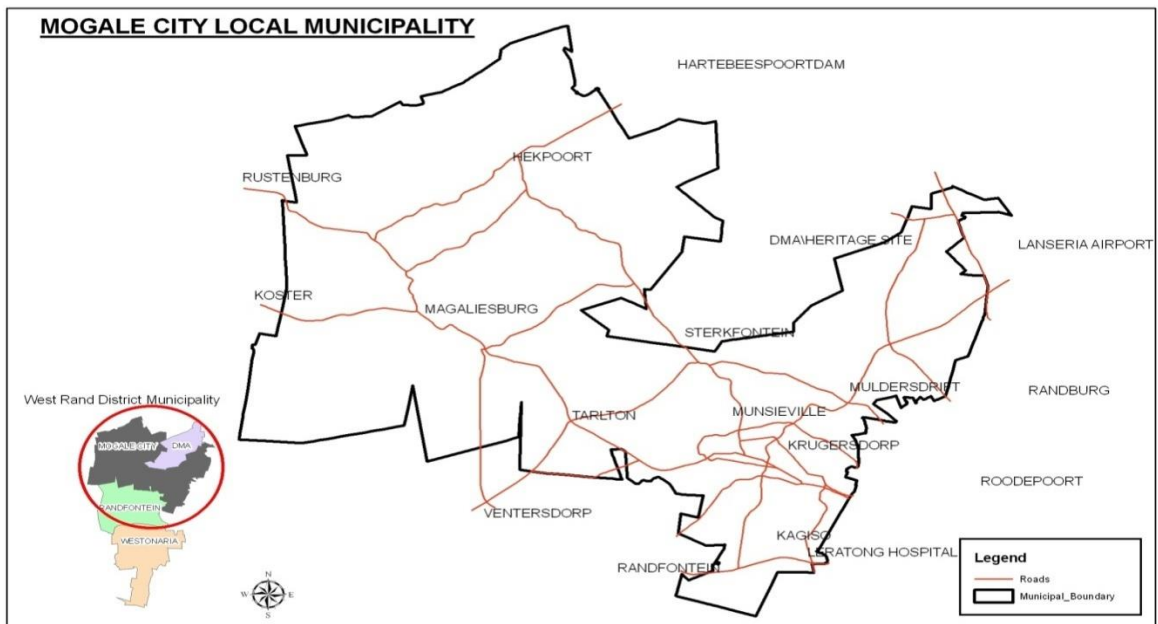 MOGALE CITY LOCAL MUNICIPALITY
HARTEBEESPOORTDAM
HEKPOORT
RUSTENBURG
DMA\HERITAGE SITE
LANSERIA AIRPORT
KOSTER
MAGALIESBURG
STERKFONTEIN
MULDERSDRIFT
RANDBURG
TARLTON
MUNSIEVILLE
KRUGERSDORP
ROODEPOORT
VENTERSDORP
KAGISO
LERATONG HOSPITAL
RANDFONTEIN
West Rand District Municipality
MOGALE CITY
DMA
RANDFONTEIN
WESTONARIA
N
W
E
S
Legend
Roads
Municipal_Boundary